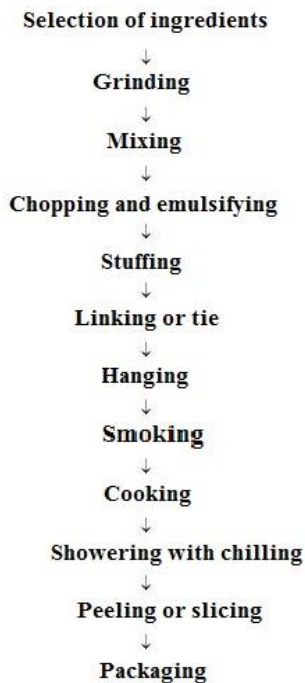 Selection of ingredients
↓
Grinding
↓
Mixing
↓
Chopping and emulsifying
↓
Stuffing
↓
Linking or tie
↓
Hanging
↓
Smoking
↓
Cooking
↓
Showering with chilling
↓
Peeling or slicing
↓
Packaging